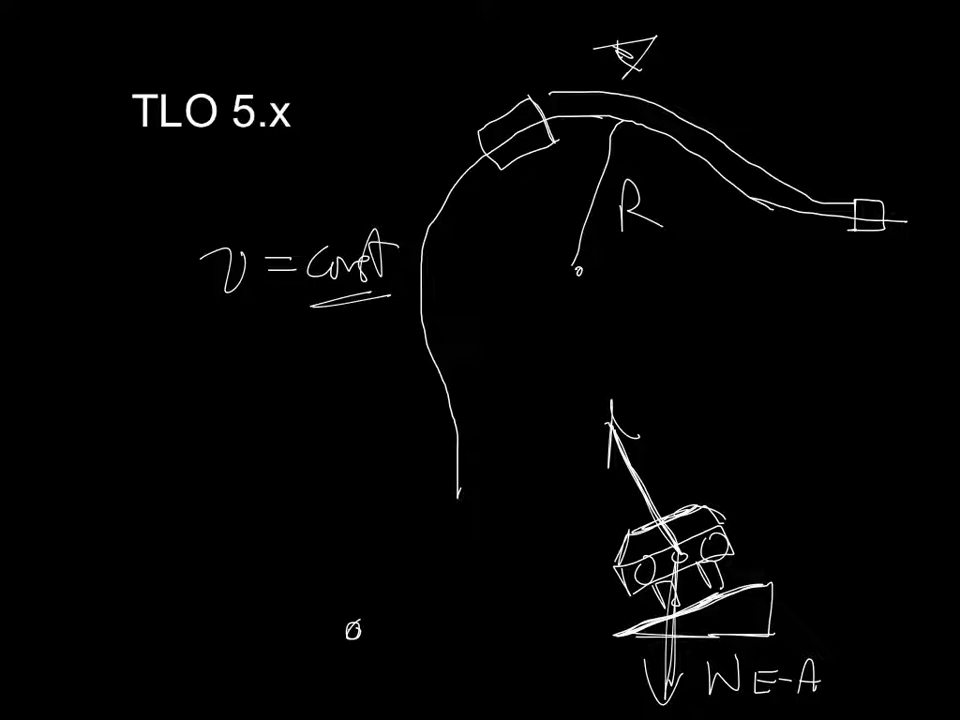 TLO 5.x
R
v = const
W E-A